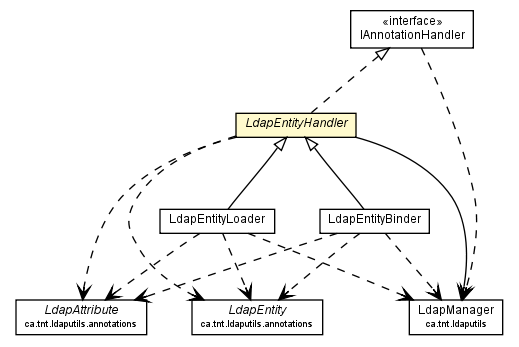 «interface»
IAnnotationHandler
LdapEntityHandler
LdapEntityLoader
LdapEntityBinder
LdapAttribute
ca.tnt.ldaputils.annotations
LdapEntity
ca.tnt.ldaputils.annotations
LdapManager
ca.tnt.ldaputils